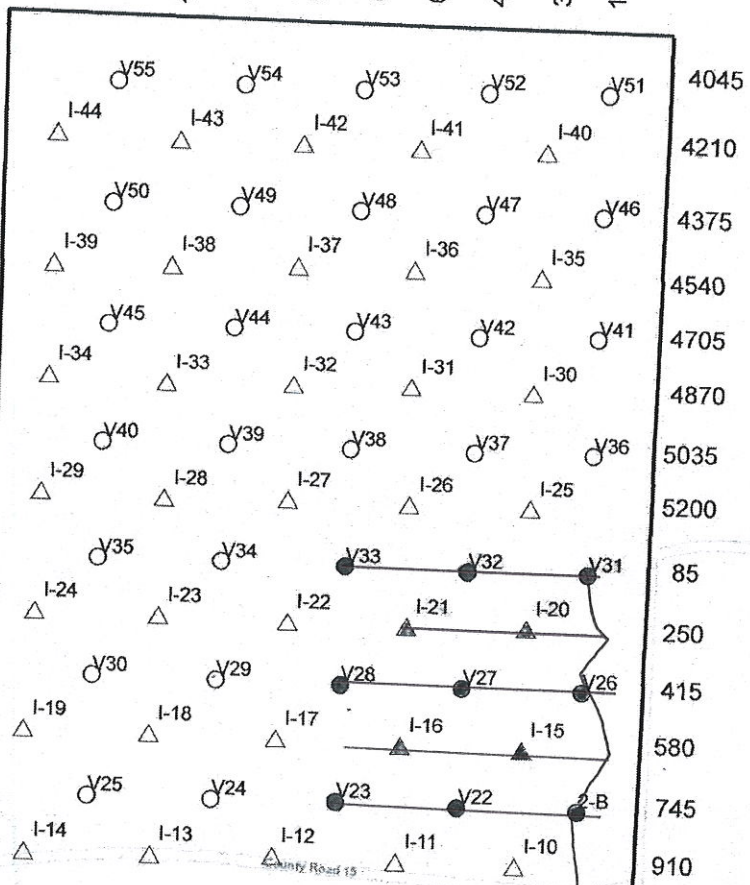 V55 V54 V53 V52 V51 4045
I-44 I-43 I-42 I-41 I-40 4210
V50 V49 V48 V47 V46 4375
I-39 I-38 I-37 I-36 I-35 4540
V45 V44 V43 V42 V41 4705
I-34 I-33 I-32 I-31 I-30 4870
V40 V39 V38 V37 V36 5035
I-29 I-28 I-27 I-26 I-25 5200
V35 V34 V33 V32 V31 85
I-24 I-23 I-22 I-21 I-20 250
V30 V29 V28 V27 V26 415
I-19 I-18 I-17 I-16 I-15 580
V25 V24 V23 V22 2-B 745
I-14 I-13 I-12 I-11 I-10 910
County Road 15